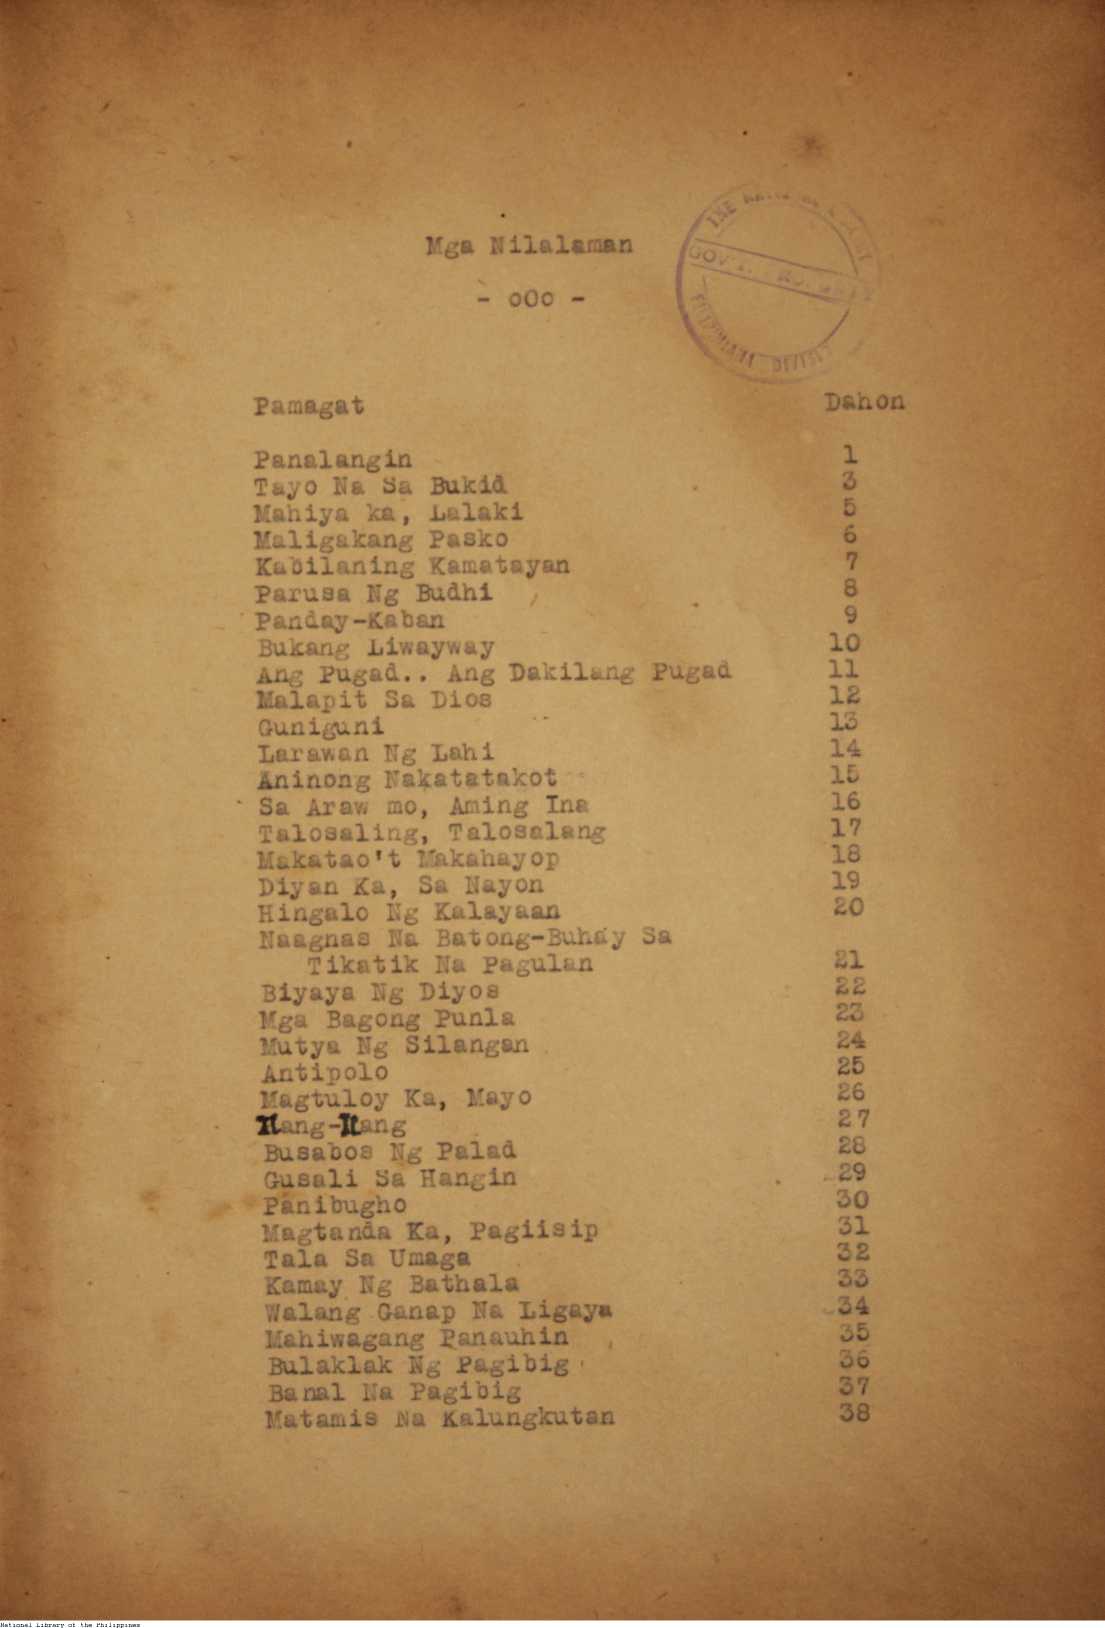 Mga Nilalaman
- oOo -
THE
GOV'T
FILIPINIANA
Pamagat Dahon
Panalangin 1
Tayo Na Sa Bukid 3
Mahiya ka, Lalaki 5
Maligakang Pasko 6
Kabilaning Kamatayan 7
Parusa Ng Budhi 8
Panday-Kaban 9
Bukang Liwayway 10
Ang Pugad.. Ang Dakilang Pugad 11
Malapit Sa Dios 12
Guniguni 13
Larawan Ng Lahi 14
Aninong Nakatatakot 15
Sa Araw mo, Aming Ina 16
Talosaling, Talosalang 17
Makatao't Makahayop 18
Diyan Ka, Sa Nayon 19
Hingalo Ng Kalayaan 20
Naagnas Na Batong-Buhay Sa
Tikatik Na Pagulan 21
Biyaya Ng Diyos 22
Mga Bagong Punla 23
Mutya Ng Silangan 24
Antipolo 25
Magtuloy Ka, Mayo 26
Ilang-Ilang 27
Busabos Ng Palad 28
Gusali Sa Hangin 29
Panibugho 30
Magtanda Ka, Pagiisip 31
Tala Sa Umaga 32
Kamay Ng Bathala 33
Walang Ganap Na Ligaya 34
Mahiwagang Panauhin 35
Bulaklak Ng Pagibig 36
Banal Na Pagibig 37
Matamis Na Kalungkutan 38
National Library of the Philippines